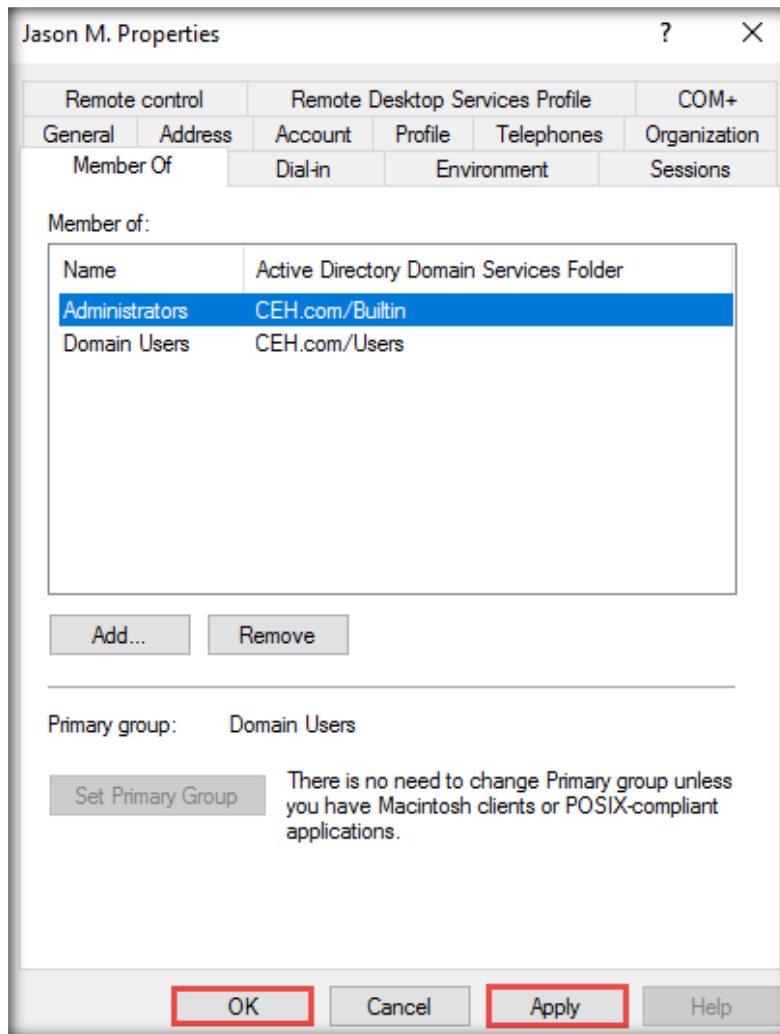 Jason M. Properties ? ×
Remote control Remote Desktop Services Profile COM+
General Address Account Profile Telephones Organization
Member Of Dial-in Environment Sessions
Member of:
Name Active Directory Domain Services Folder
Administrators CEH.com/Builtin
Domain Users CEH.com/Users
Add... Remove
Primary group: Domain Users
Set Primary Group
There is no need to change Primary group unless
you have Macintosh clients or POSIX-compliant
applications.
OK Cancel Apply Help